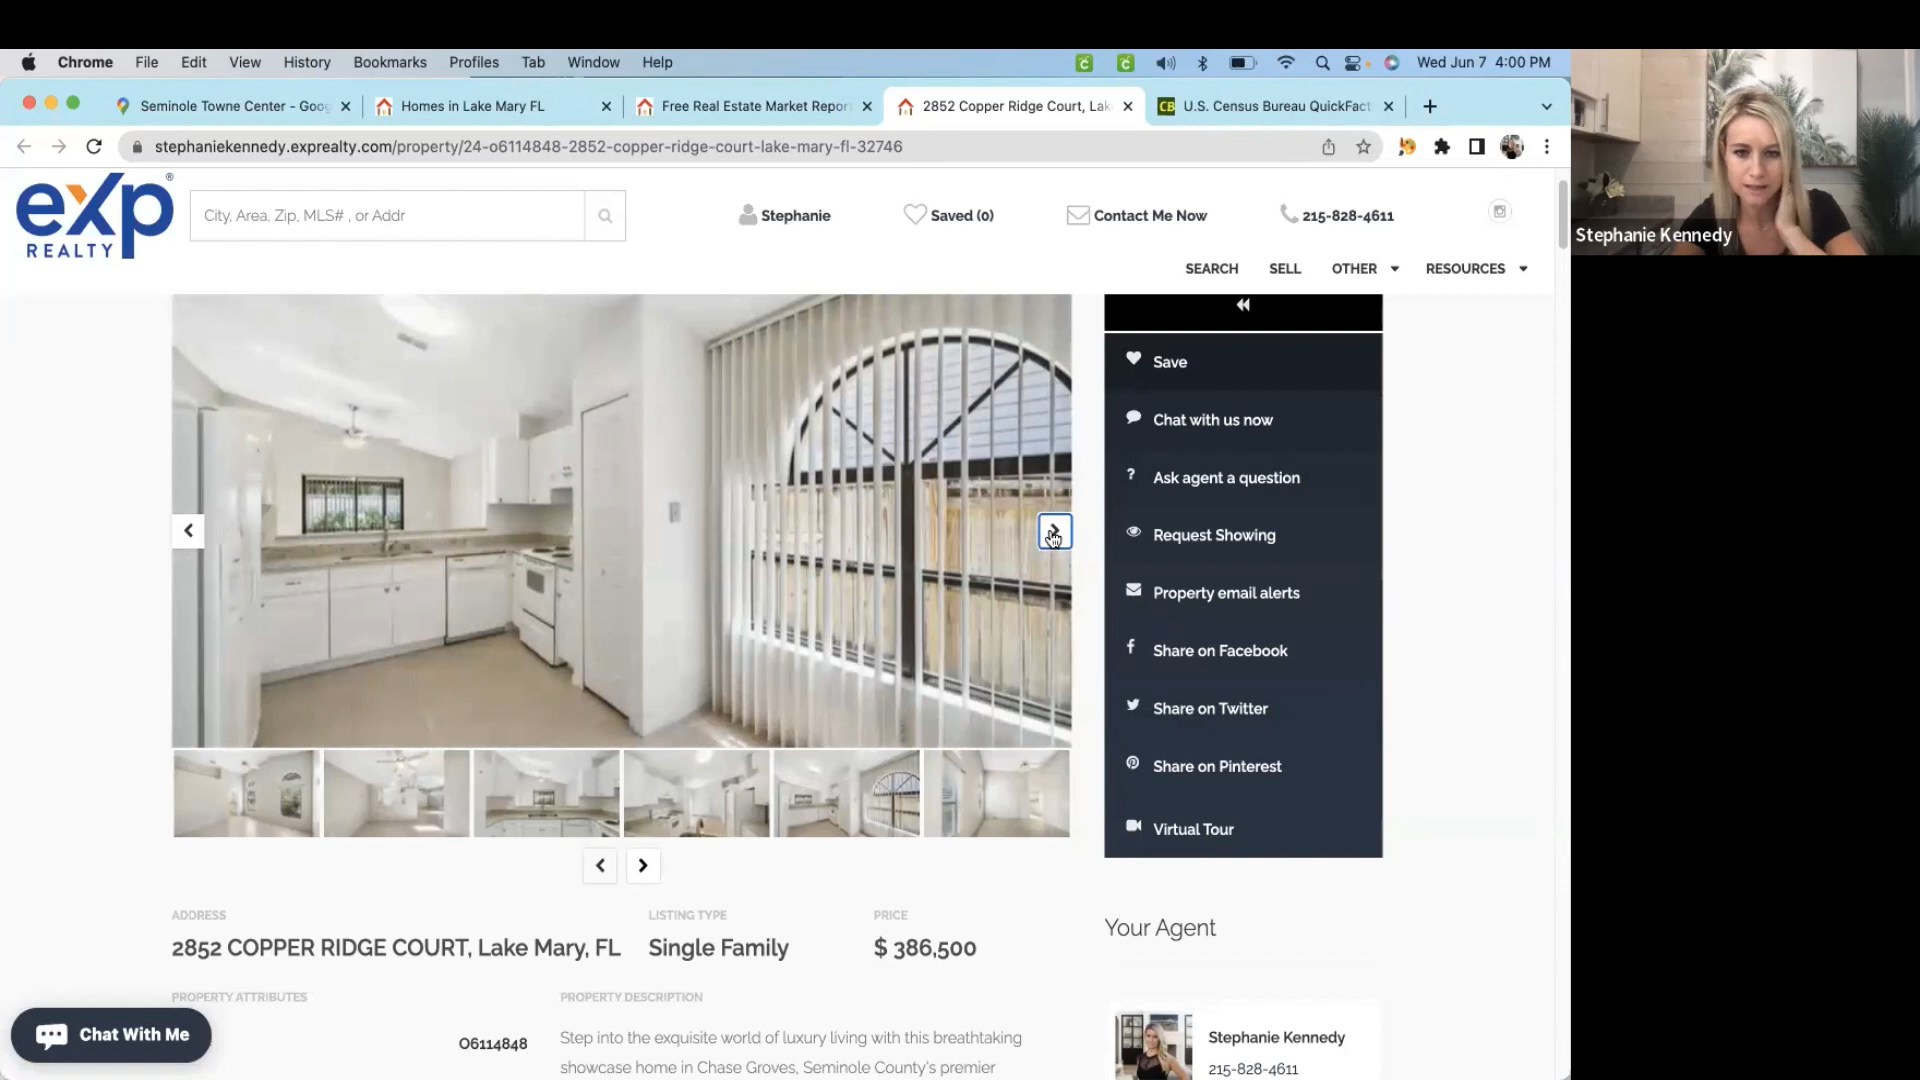 Chrome File Edit View History Bookmarks Profiles Tab Window Help Wed Jun 7 4:00 PM
Seminole Towne Center - Goog Homes in Lake Mary FL Free Real Estate Market Repor 2852 Copper Ridge Court, Lak CB U.S. Census Bureau QuickFact
stephaniekennedy.exprealty.com/property/24-o6114848-2852-copper-ridge-court-lake-mary-fl-32746
Stephanie Kennedy
eXp®
REALTY
City, Area, Zip, MLS# , or Addr
Stephanie Saved (0) Contact Me Now 215-828-4611
SEARCH SELL OTHER RESOURCES
Save
Chat with us now
Ask agent a question
Request Showing
Property email alerts
Share on Facebook
Share on Twitter
Share on Pinterest
Virtual Tour
ADDRESS LISTING TYPE PRICE
2852 COPPER RIDGE COURT, Lake Mary, FL Single Family $ 386,500
PROPERTY ATTRIBUTES PROPERTY DESCRIPTION
O6114848
Step into the exquisite world of luxury living with this breathtaking
showcase home in Chase Groves, Seminole County's premier
Your Agent
Stephanie Kennedy
215-828-4611
Chat With Me